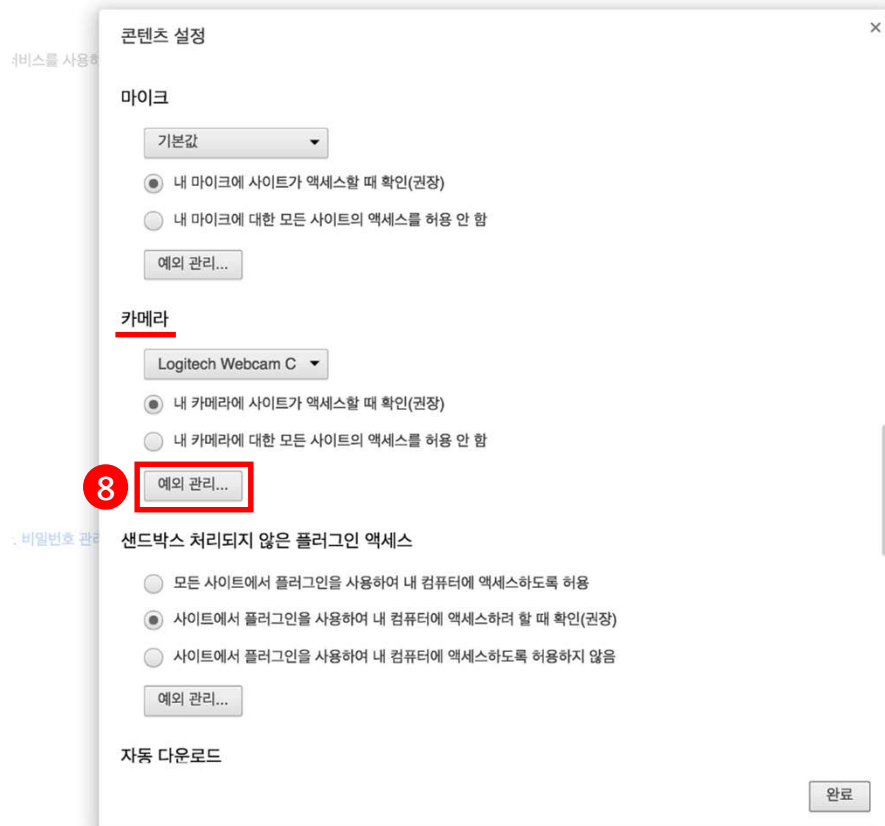 콘텐츠 설정
×
서비스를 사용하
마이크
기본값
내 마이크에 사이트가 액세스할 때 확인(권장)
내 마이크에 대한 모든 사이트의 액세스를 허용 안 함
예외 관리...
카메라
Logitech Webcam C
내 카메라에 사이트가 액세스할 때 확인(권장)
내 카메라에 대한 모든 사이트의 액세스를 허용 안 함
8 예외 관리...
. 비밀번호 관리
샌드박스 처리되지 않은 플러그인 액세스
모든 사이트에서 플러그인을 사용하여 내 컴퓨터에 액세스하도록 허용
사이트에서 플러그인을 사용하여 내 컴퓨터에 액세스하려 할 때 확인(권장)
사이트에서 플러그인을 사용하여 내 컴퓨터에 액세스하도록 허용하지 않음
예외 관리...
자동 다운로드
완료